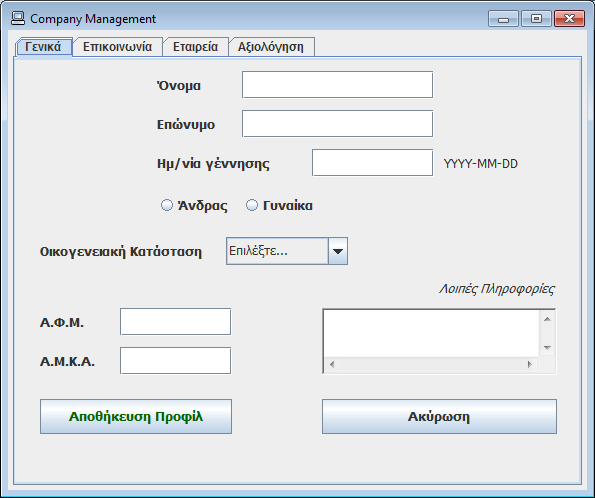 Company Management
Γενικά Επικοινωνία Εταιρεία Αξιολόγηση
Όνομα
Επώνυμο
Ημ/νία γέννησης YYYY-MM-DD
Άνδρας Γυναίκα
Οικογενειακή Κατάσταση Επιλέξτε...
Λοιπές Πληροφορίες
Α.Φ.Μ.
Α.Μ.Κ.Α.
Αποθήκευση Προφίλ Ακύρωση